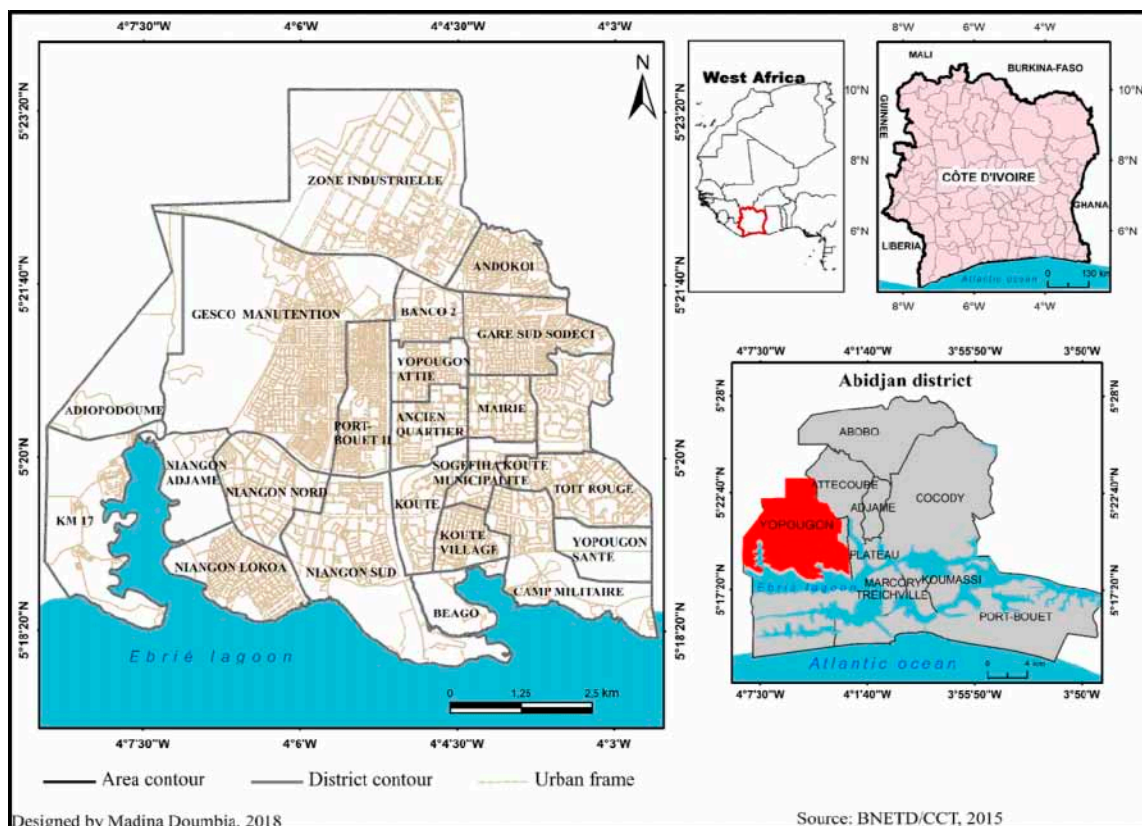 4°7'30"W
4°6'W
4°4'30"W
4°3'W
N
5°23'20"N
5°21'40"N
5°20'N
5°18'20"N
5°23'20"N
5°21'40"N
5°20'N
5°18'20"N
ZONE INDUSTRIELLE
ANDOKOI
GESCO MANUTENTION
BANCO 2
GARE SUD SODECI
YOPOUGON
ATTIE
ADIOPODOUME
PORT-
BOUET II
ANCIEN
QUARTIER
MAIRIE
NIANGON
ADJAME
NIANGON NORD
SOGEFIHA KOUTE
MUNICIPALITE
TOIT ROUGE
KM 17
KOUTE
KOUTE
VILLAGE
YOPOUGON
SANTE
NIANGON LOKOA
NIANGON SUD
CAMP MILITAIRE
BEAGO
Ebrié lagoon
0 1,25 2,5 km
4°7'30"W
4°6'W
4°4'30"W
4°3'W
West Africa
8°W
6°W
4°W
MALI
BURKINA-FASO
GUINNEE
CÔTE D'IVOIRE
GHANA
LIBERIA
Atlantic ocean
0 130 km
10°N
8°N
6°N
10°N
8°N
6°N
8°W
6°W
4°W
4°7'30"W
4°1'40"W
3°55'50"W
3°50'W
Abidjan district
5°28'N
5°22'40"N
5°17'20"N
5°28'N
5°22'40"N
5°17'20"N
ABOBO
ATTECOUBE
ADJAME
COCODY
YOPOUGON
PLATEAU
MARCORY
KOUMASSI
TREICHVILLE
Ebrié lagoon
PORT-BOUET
Atlantic ocean
0 4 km
4°7'30"W
4°1'40"W
3°55'50"W
3°50'W
Area contour
District contour
Urban frame
Designed by Madina Doumbia, 2018
Source: BNETD/CCT, 2015